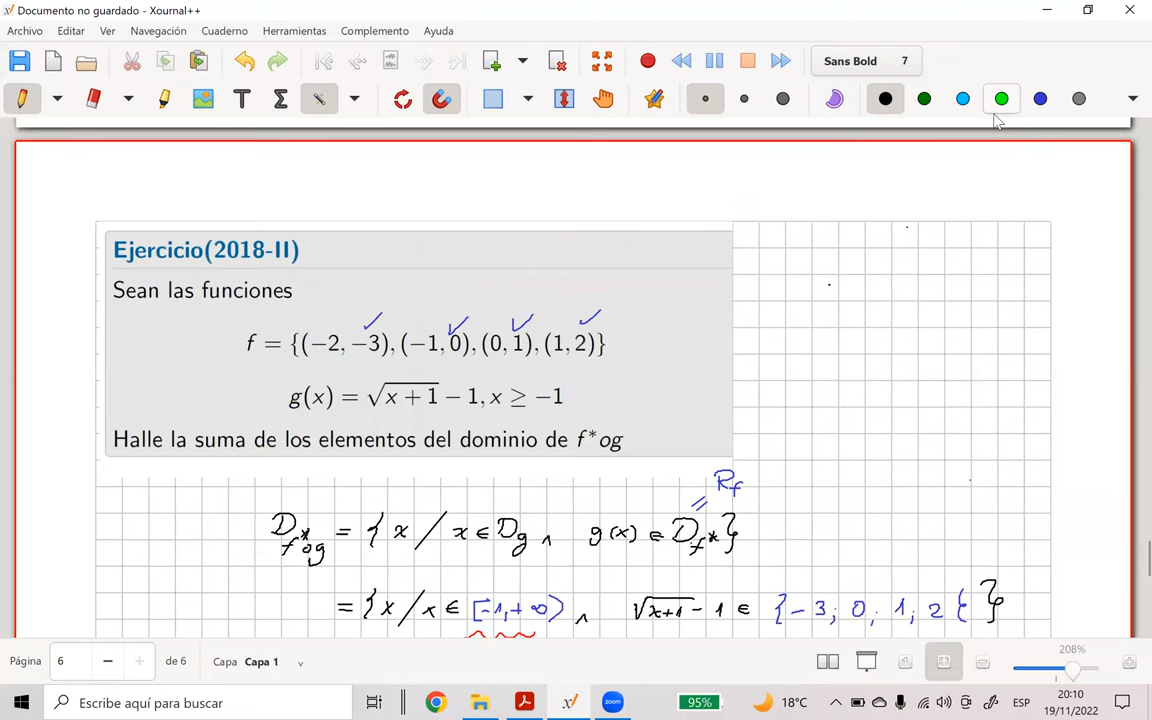 Documento no guardado - Xournal++
Archivo Editar Ver Navegación Cuaderno Herramientas Complemento Ayuda
Sans Bold 7
Ejercicio(2018-II)
Sean las funciones
f = {(−2, −3), (−1, 0), (0, 1), (1, 2)}
g(x) = √(x + 1) − 1, x ≥ −1
Halle la suma de los elementos del dominio de f*og
= R_f
D_f*og = { x / x ∈ D_g ∧ g(x) ∈ D_f* }
= { x / x ∈ [-1, +∞) ∧ √(x+1) - 1 ∈ {-3; 0; 1; 2{ }
Página 6 de 6 Capa Capa 1 208%
Escribe aquí para buscar
zoom
95%
18°C
ESP
20:10
19/11/2022